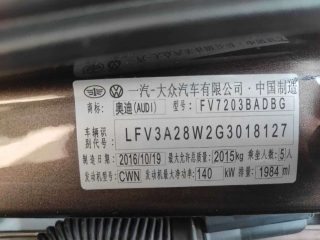 一汽-大众汽车有限公司·中国制造
商标: 奥迪(AUDI) 型号: FV7203BADBG
车辆识别代号: LFV3A28W2G3018127
制造日期 2016/10/19 最大允许总质量 2015kg 乘坐人数 5人
发动机型号 CWN 发动机最大净功率: 140 kW 排量 1984 ml